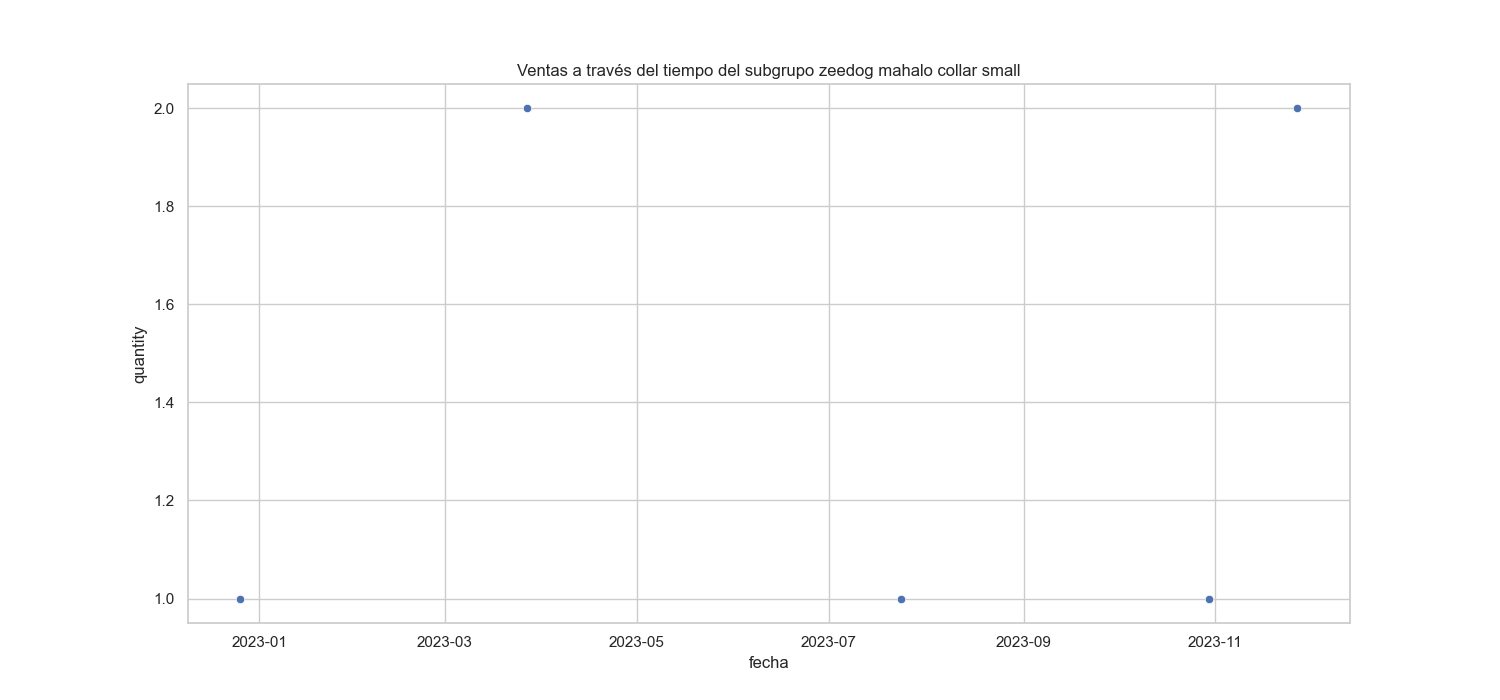 Ventas a través del tiempo del subgrupo zeedog mahalo collar small
2.0
1.8
1.6
1.4
1.2
1.0
quantity
2023-01 2023-03 2023-05 2023-07 2023-09 2023-11
fecha